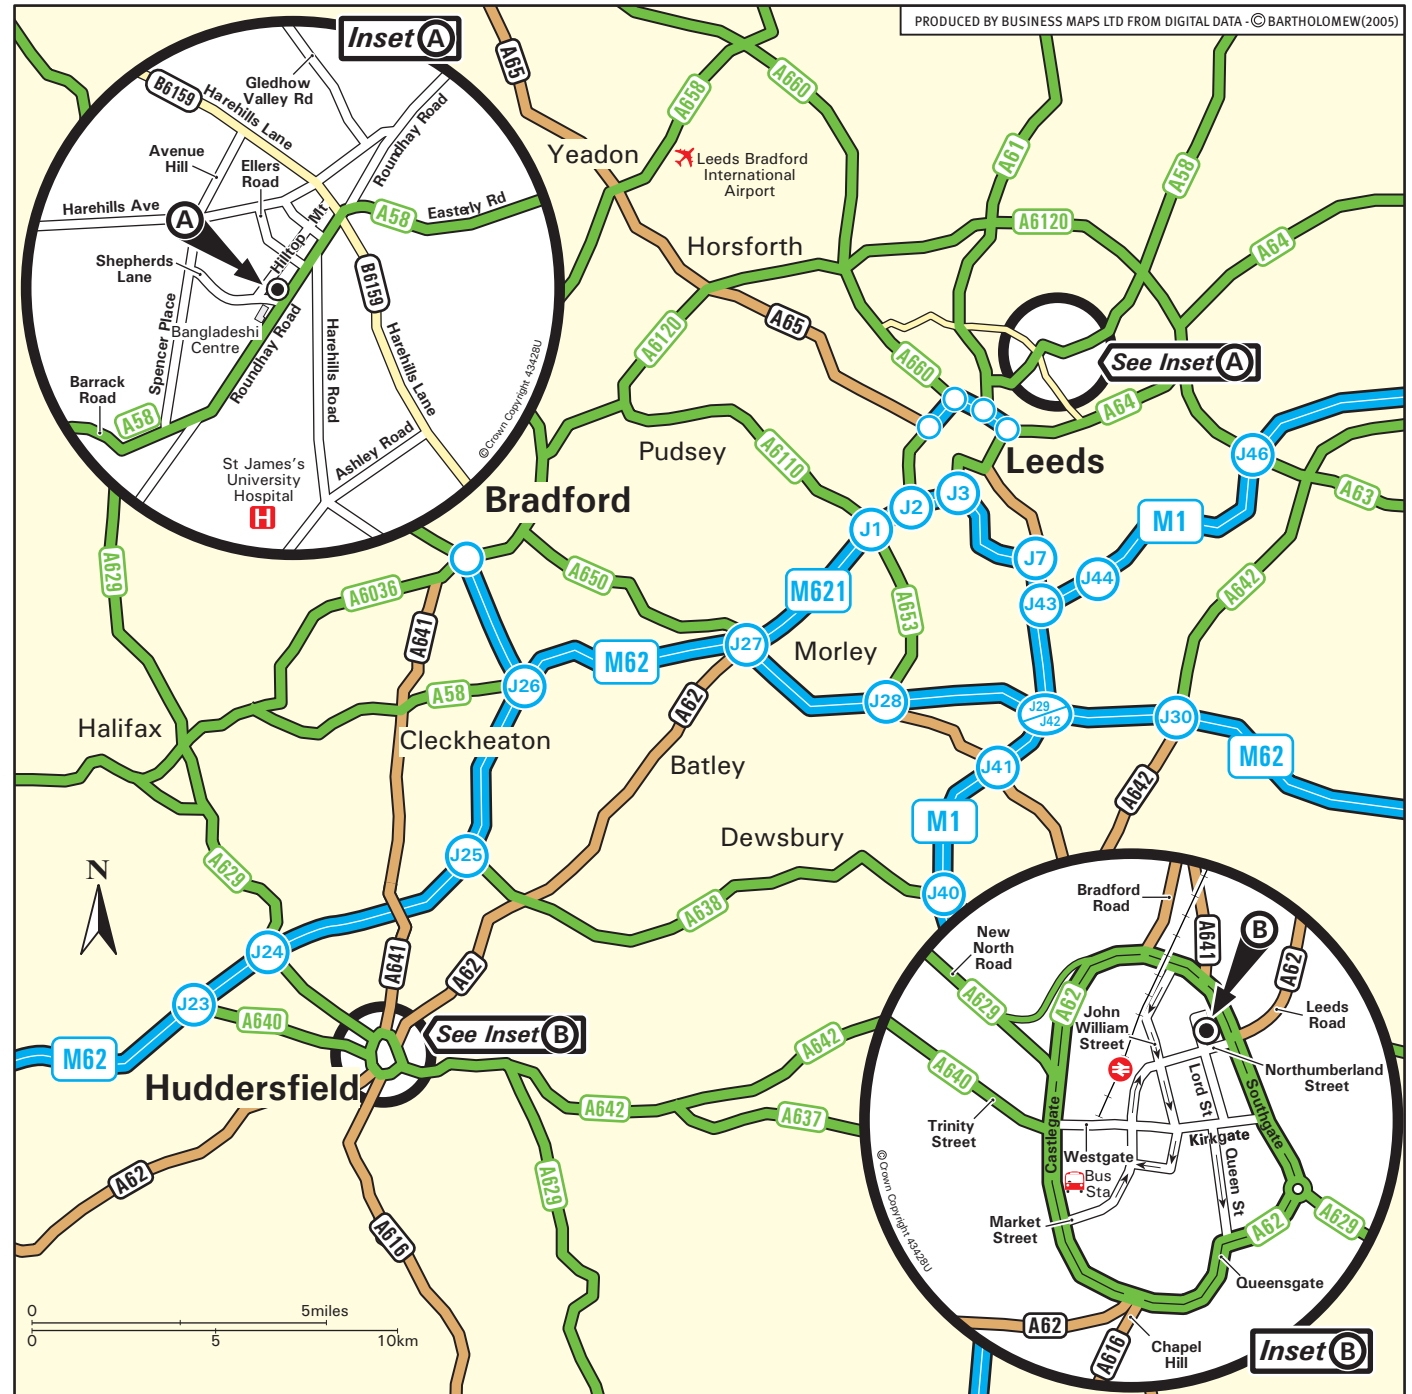 PRODUCED BY BUSINESS MAPS LTD FROM DIGITAL DATA - © BARTHOLOMEW(2005)
Inset A
B6159
Harehills Lane
Gledhow
Valley Rd
Roundhay Road
Avenue
Hill
Ellers
Road
Harehills Ave
A
Hilltop Mt
A58
Easterly Rd
Shepherds
Lane
B6159
Spencer Place
Bangladeshi
Centre
Roundhay Road
Harehills Road
Harehills Lane
Barrack
Road
A58
Ashley Road
St James's
University
Hospital
H
© Crown Copyright 43428U
A65
A658
A660
Yeadon
Leeds Bradford
International
Airport
A61
A58
A6120
A64
Horsforth
A65
A6120
A660
See Inset A
A64
Pudsey
A6110
Leeds
J46
A63
Bradford
J3
J2
J1
M1
J7
J44
J43
A642
A629
A6036
A650
M621
A653
A641
J27
Morley
M62
J26
A58
A62
J28
J29
J42
J30
M62
Halifax
Cleckheaton
Batley
J41
A642
M1
Dewsbury
J25
A629
J40
A638
N
J24
A641
A62
J23
A640
See Inset B
M62
Huddersfield
A642
A642
A637
A62
A629
A616
0
5miles
0
5
10km
Bradford
Road
A641
B
A62
New
North
Road
A629
A62
John
William
Street
Leeds
Road
Northumberland
Street
A640
Lord St
Southgate
Trinity
Street
Castlegate
Westgate
Kirkgate
Bus
Sta
Queen St
Market
Street
A62
A629
Queensgate
A62
A616
Chapel
Hill
© Crown Copyright 43428U
Inset B